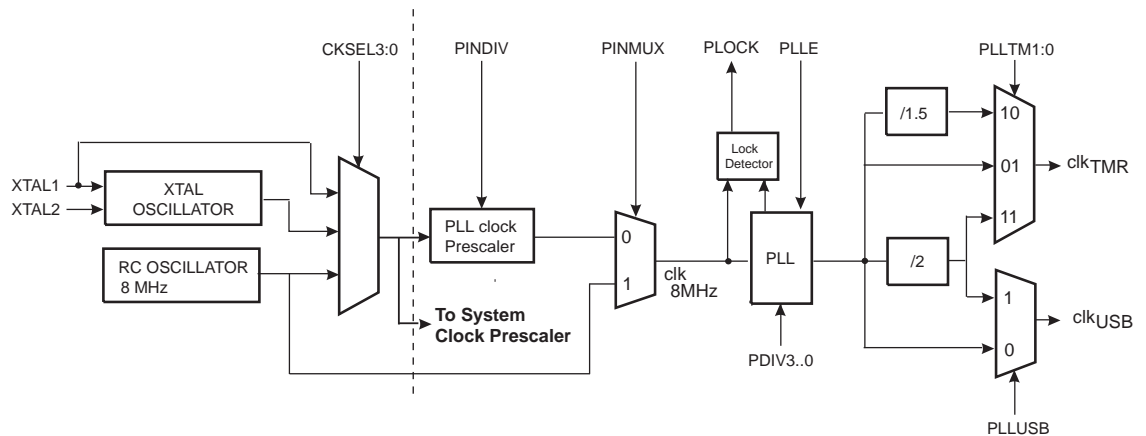 CKSEL3:0
PINDIV
PINMUX
PLOCK
PLLE
PLLTM1:0
XTAL1
XTAL2
XTAL
OSCILLATOR
RC OSCILLATOR
8 MHz
PLL clock
Prescaler
To System
Clock Prescaler
0
1
clk
8MHz
Lock
Detector
PLL
PDIV3..0
/1.5
/2
10
01
11
clkTMR
1
0
clkUSB
PLLUSB